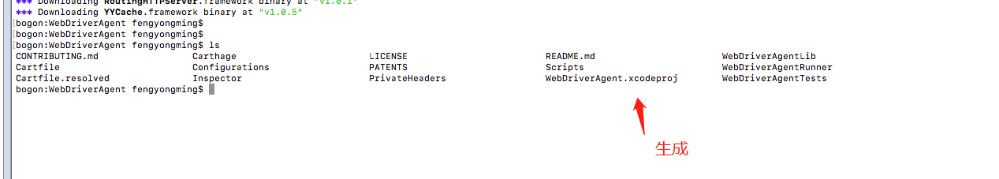 *** Downloading RoutingHTTPServer.framework binary at "v1.0.1"
*** Downloading YYCache.framework binary at "v1.0.5"
[bogon:WebDriverAgent fengyongming$
[bogon:WebDriverAgent fengyongming$
[bogon:WebDriverAgent fengyongming$ ls
CONTRIBUTING.md Carthage LICENSE README.md WebDriverAgentLib
Cartfile Configurations PATENTS Scripts WebDriverAgentRunner
Cartfile.resolved Inspector PrivateHeaders WebDriverAgent.xcodeproj WebDriverAgentTests
bogon:WebDriverAgent fengyongming$
生成